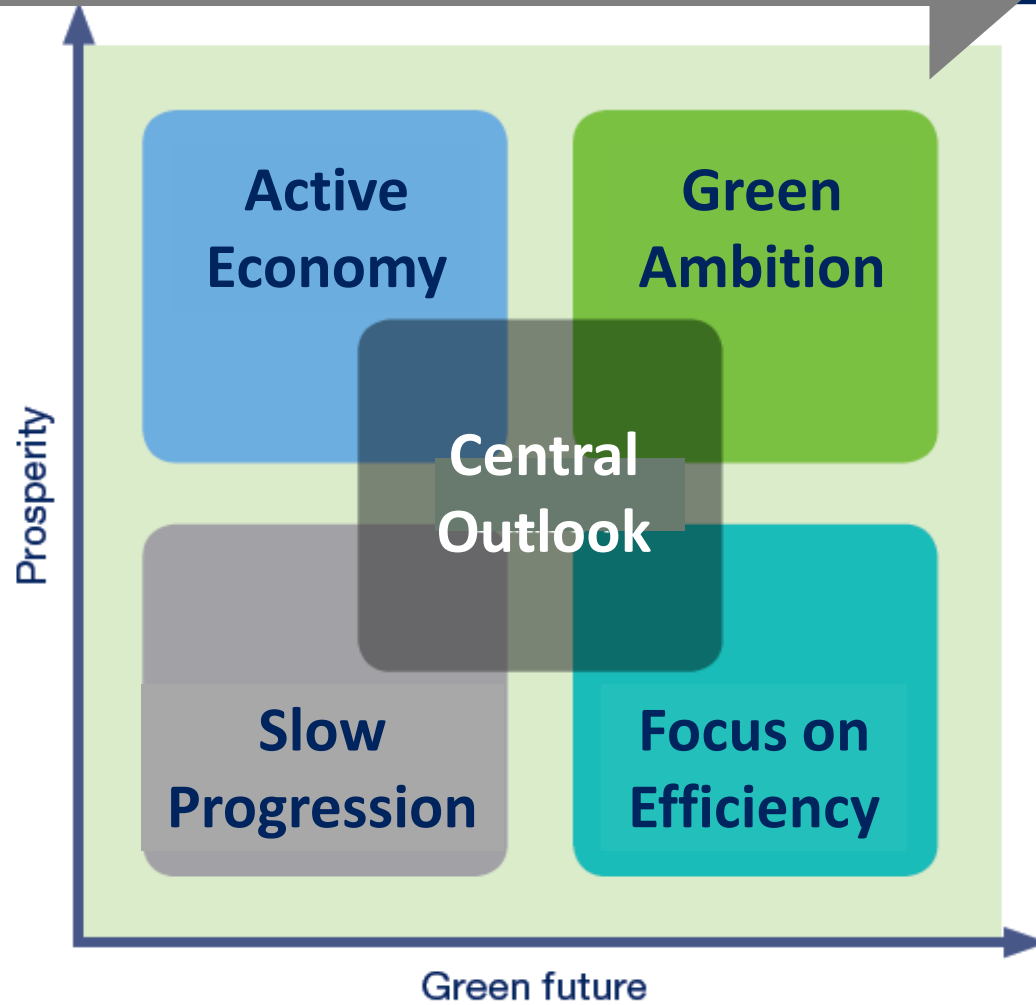 Active
Economy
Green
Ambition
Central
Outlook
Slow
Progression
Focus on
Efficiency
Prosperity
Green future